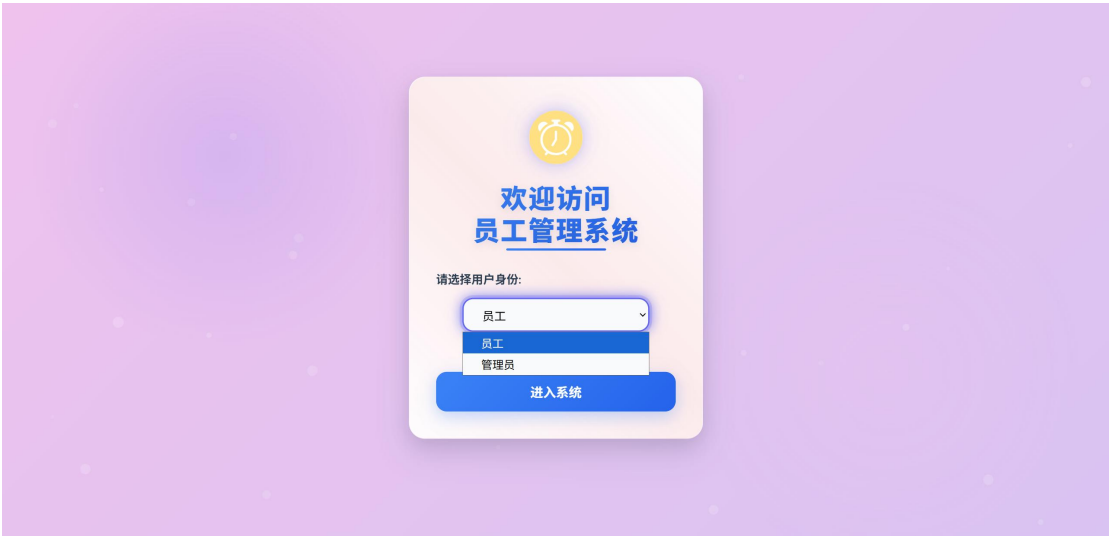 欢迎访问
员工管理系统
请选择用户身份:
员工
员工
管理员
进入系统